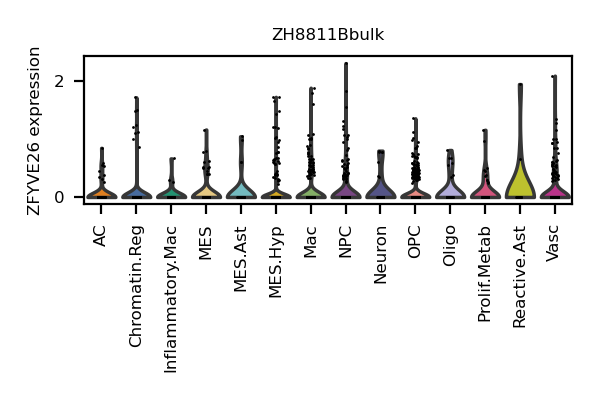 ZH8811Bbulk
ZFYVE26 expression
2
0
AC
Chromatin.Reg
Inflammatory.Mac
MES
MES.Ast
MES.Hyp
Mac
NPC
Neuron
OPC
Oligo
Prolif.Metab
Reactive.Ast
Vasc